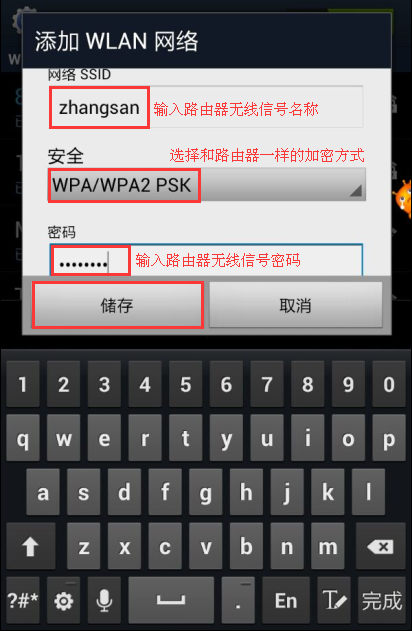 添加 WLAN 网络
网络 SSID
zhangsan 输入路由器无线信号名称
安全 选择和路由器一样的加密方式
WPA/WPA2 PSK
密码
•••••••• 输入路由器无线信号密码
储存 取消
1 2 3 4 5 6 7 8 9 0
q w e r t y u i o p
a s d f g h j k l
z x c v b n m
?#* . En T 完成